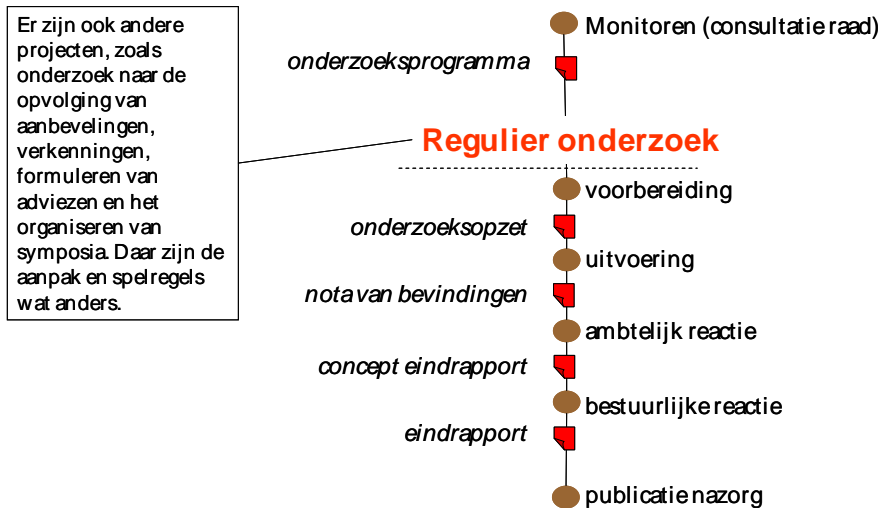 Er zijn ook andere
projecten, zoals
onderzoek naar de
opvolging van
aanbevelingen,
verkenningen,
formuleren van
adviezen en het
organiseren van
symposia. Daar zijn de
aanpak en spelregels
wat anders.
Monitoren (consultatie raad)
onderzoeksprogramma
Regulier onderzoek
voorbereiding
onderzoeksopzet
uitvoering
nota van bevindingen
ambtelijk reactie
concept eindrapport
bestuurlijke reactie
eindrapport
publicatie nazorg